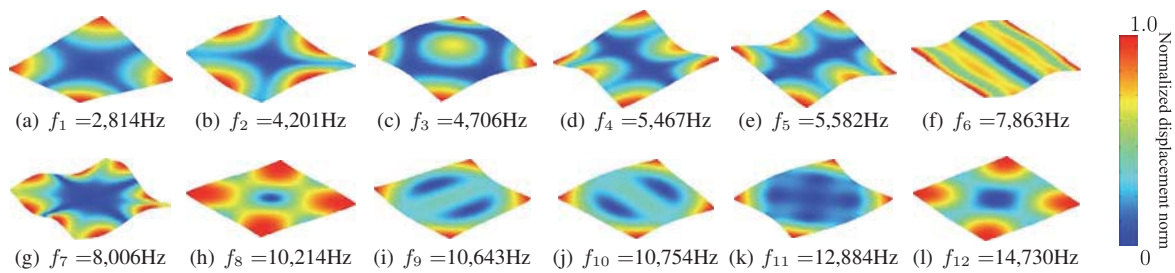 (a) f1 =2,814Hz
(b) f2 =4,201Hz
(c) f3 =4,706Hz
(d) f4 =5,467Hz
(e) f5 =5,582Hz
(f) f6 =7,863Hz
(g) f7 =8,006Hz
(h) f8 =10,214Hz
(i) f9 =10,643Hz
(j) f10 =10,754Hz
(k) f11 =12,884Hz
(l) f12 =14,730Hz
1.0
Normalized displacement norm
0